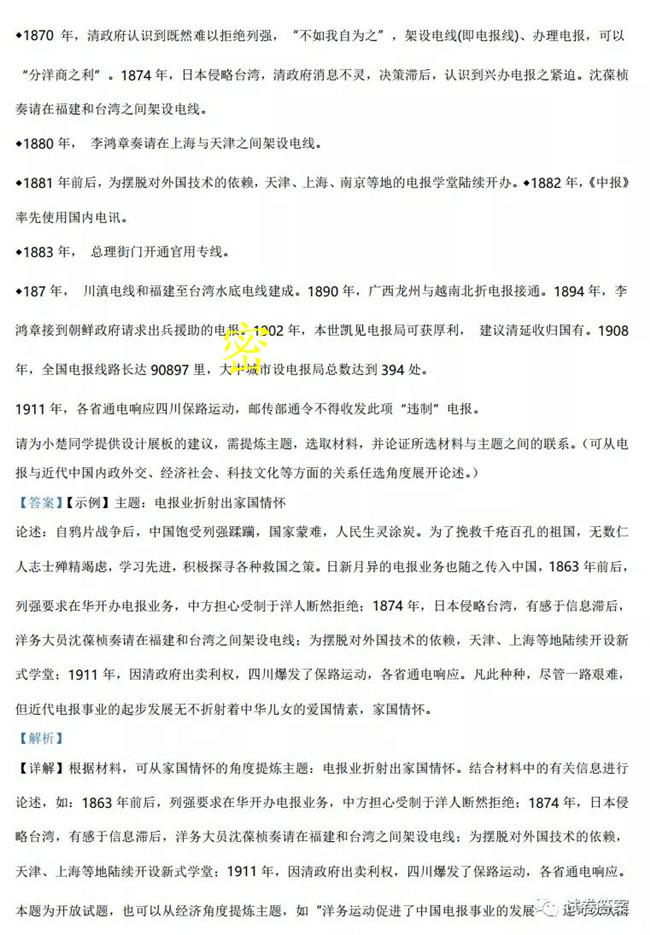 ◆1870 年，清政府认识到既然难以拒绝列强，“不如我自为之”，架设电线(即电报线)、办理电报，可以
“分洋商之利”。1874 年，日本侵略台湾，清政府消息不灵，决策滞后，认识到兴办电报之紧迫。沈葆桢
奏请在福建和台湾之间架设电线。
◆1880 年， 李鸿章奏请在上海与天津之间架设电线。
◆1881 年前后，为摆脱对外国技术的依赖，天津、上海、南京等地的电报学堂陆续开办。◆1882 年，《中报》
率先使用国内电讯。
◆1883 年， 总理街门开通官用专线。
◆187 年， 川滇电线和福建至台湾水底电线建成。1890 年，广西龙州与越南北折电报接通。1894 年，李
鸿章接到朝鲜政府请求出兵援助的电报。1902 年，本世凯见电报局可获厚利， 建议清延收归国有。1908
年，全国电报线路长达 90897 里，大中城市设电报局总数达到 394 处。
密
1911 年，各省通电响应四川保路运动，邮传部通令不得收发此项“违制”电报。
请为小楚同学提供设计展板的建议，需提炼主题，选取材料，并论证所选材料与主题之间的联系。（可从电
报与近代中国内政外交、经济社会、科技文化等方面的关系任选角度展开论述。）
【答案】【示例】主题：电报业折射出家国情怀
论述：自鸦片战争后，中国饱受列强蹂躏，国家蒙难，人民生灵涂炭。为了挽救千疮百孔的祖国，无数仁
人志士殚精竭虑，学习先进，积极探寻各种救国之策。日新月异的电报业务也随之传入中国，1863 年前后，
列强要求在华开办电报业务，中方担心受制于洋人断然拒绝；1874 年，日本侵略台湾，有感于信息滞后，
洋务大员沈葆桢奏请在福建和台湾之间架设电线；为摆脱对外国技术的依赖，天津、上海等地陆续开设新
式学堂；1911 年，因清政府出卖利权，四川爆发了保路运动，各省通电响应。凡此种种，尽管一路艰难，
但近代电报事业的起步发展无不折射着中华儿女的爱国情素，家国情怀。
【解析】
【详解】根据材料，可从家国情怀的角度提炼主题：电报业折射出家国情怀。结合材料中的有关信息进行
论述，如：1863 年前后，列强要求在华开办电报业务，中方担心受制于洋人断然拒绝；1874 年，日本侵
略台湾，有感于信息滞后，洋务大员沈葆桢奏请在福建和台湾之间架设电线；为摆脱对外国技术的依赖，
天津、上海等地陆续开设新式学堂；1911 年，因清政府出卖利权，四川爆发了保路运动，各省通电响应。
本题为开放试题，也可以从经济角度提炼主题，如“洋务运动促进了中国电报事业的发展
试卷答案